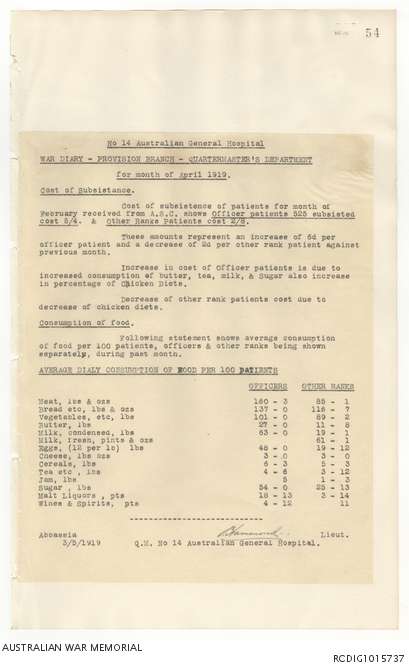 54
No 14 Australian General Hospital
WAR DIARY - PROVISION BRANCH - QUARTERMASTER'S DEPARTMENT
for month of April 1919.
Cost of Subsistance.
Cost of subsistence of patients for month of
February received from A.S.C. shows Officer patients 525 subsisted
cost 5/4. & Other Ranks Patients cost 2/8.
These amounts represent an increase of 6d per
officer patient and a decrease of 2d per other rank patient against
previous month.
Increase in cost of Officer patients is due to
increased consumption of butter, tea, milk, & Sugar also increase
in percentage of Chicken Diets.
Decrease of other rank patients cost due to
decrease of chicken diets.
Consumption of food.
Following statement shows average consumption
of food per 100 patients, officers & other ranks being shown
separately, during past month.
AVERAGE DIALY CONSUMPTION OF FOOD PER 100 PATIENTS
OFFICERS OTHER RANKS
Meat, lbs & ozs 160 - 3 85 - 1
Bread etc, lbs & ozs 137 - 0 118 - 7
Vegetables, etc, lbs 101 - 0 89 - 2
Butter, lbs 27 - 0 11 - 8
Milk, condensed, lbs 63 - 0 19 - 1
Milk, fresh, pints & ozs 61 - 1
Eggs, (12 per lb) lbs 48 - 0 19 - 12
Cheese, lbs ozs 3 - 0 3 - 0
Cereals, lbs 6 - 3 5 - 3
Tea etc, lbs 4 - 6 3 - 12
Jam, lbs 5 1 - 3
Sugar, lbs 54 - 0 25 - 13
Malt Liquors, pts 18 - 13 3 - 14
Wines & Spirits, pts 4 - 12 11
Abbassia Lieut.
3/5/1919 Q.M. No 14 Australian General Hospital.
AUSTRALIAN WAR MEMORIAL RCDIG1015737